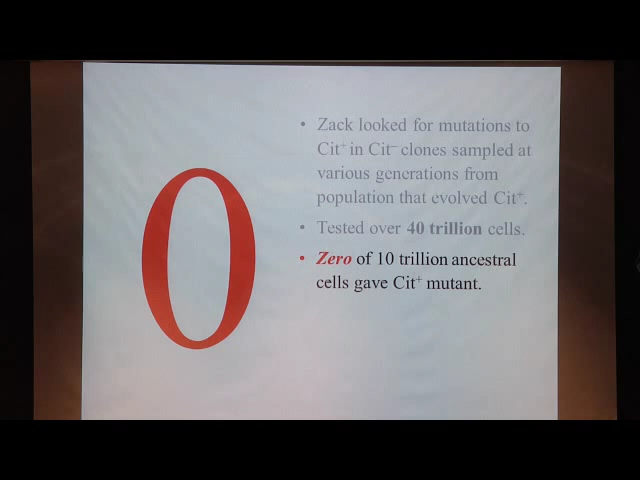 0
• Zack looked for mutations to
Cit⁺ in Cit⁻ clones sampled at
various generations from
population that evolved Cit⁺.
• Tested over 40 trillion cells.
• Zero of 10 trillion ancestral
cells gave Cit⁺ mutant.